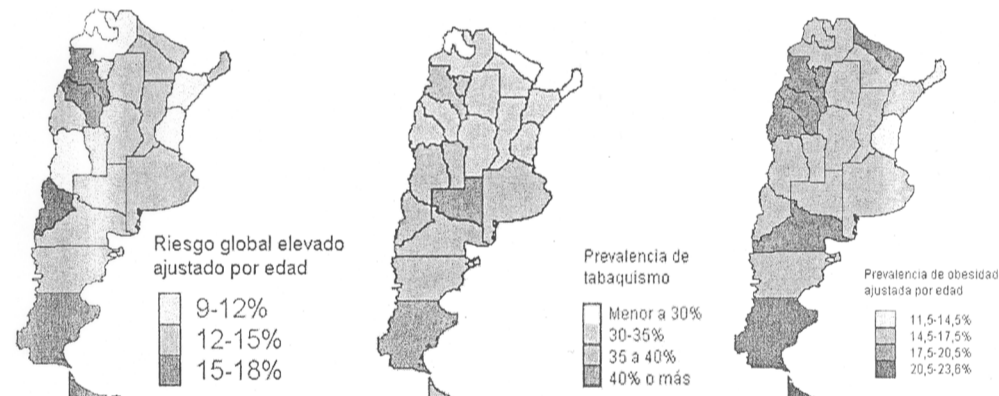 Riesgo global elevado
ajustado por edad
9-12%
12-15%
15-18%
Prevalencia de
tabaquismo
Menor a 30%
30-35%
35 a 40%
40% o más
Prevalencia de obesidad
ajustada por edad
11,5-14,5%
14,5-17,5%
17,5-20,5%
20,5-23,6%